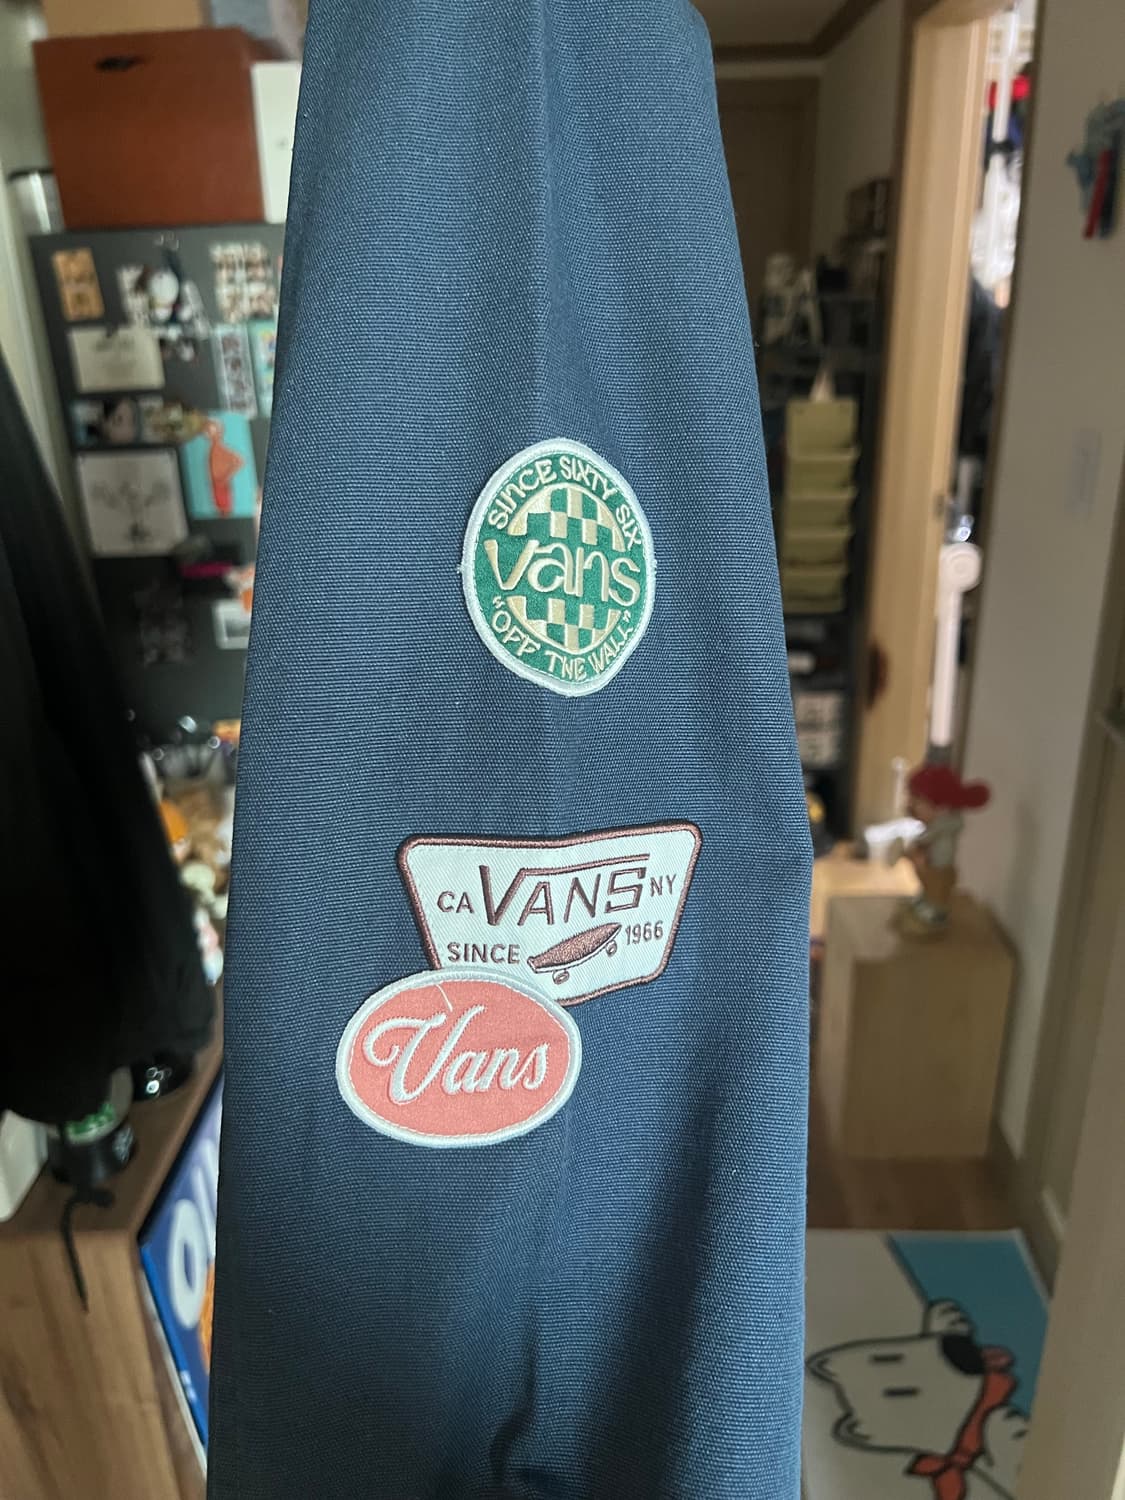 SINCE SIXTY SIX
Vans
"OFF THE WALL"
CA VANS NY
SINCE 1966
Vans